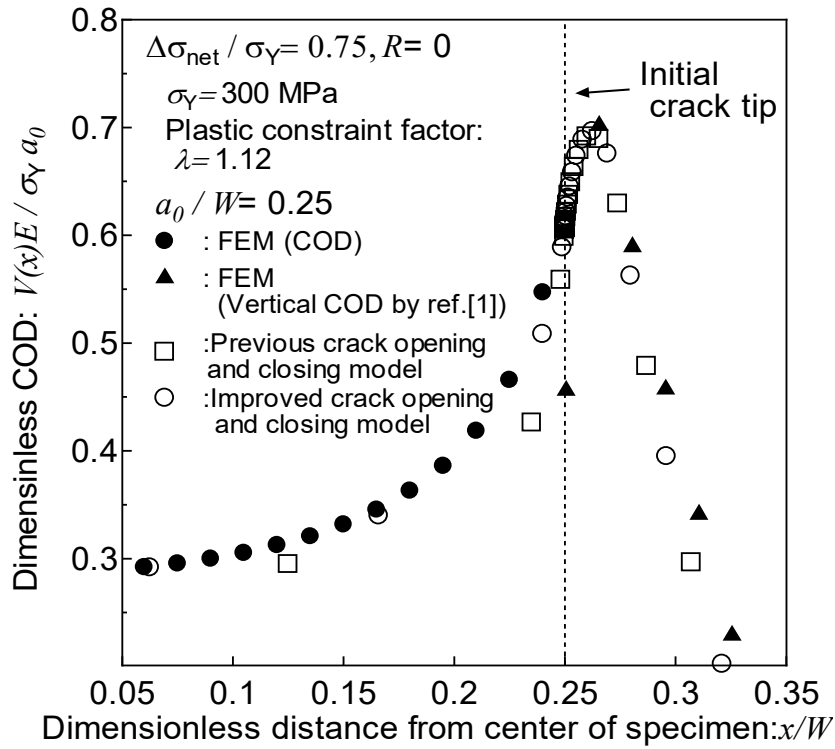 Δσnet / σY = 0.75, R = 0
σY = 300 MPa
Plastic constraint factor:
λ = 1.12
a0 / W = 0.25
: FEM (COD)
: FEM
(Vertical COD by ref.[1])
:Previous crack opening
and closing model
:Improved crack opening
and closing model
Initial
crack tip
Dimensinless COD: V(x)E / σY a0
0.8
0.7
0.6
0.5
0.4
0.3
0.05 0.1 0.15 0.2 0.25 0.3 0.35
Dimensionless distance from center of specimen:x/W